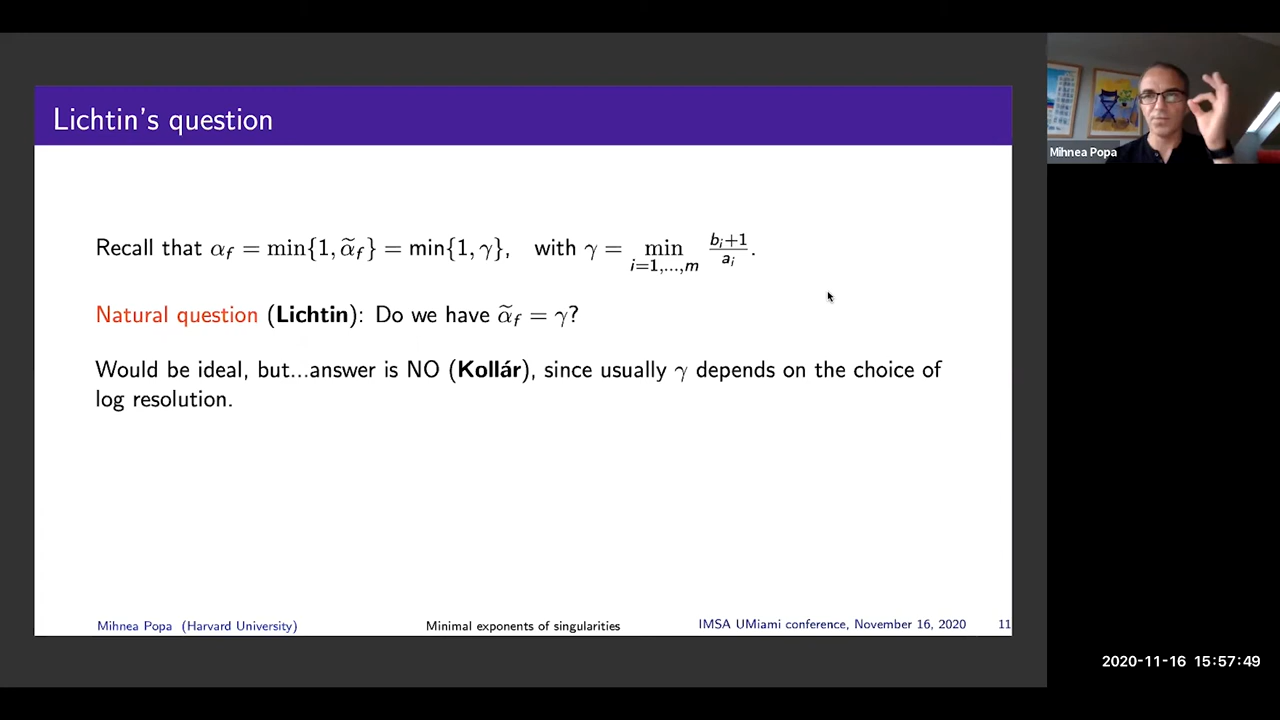 Lichtin's question
Mihnea Popa
Recall that α_f = min{1, α̃_f} = min{1, γ}, with γ = min_{i=1,...,m} (b_i+1)/a_i.
Natural question (Lichtin): Do we have α̃_f = γ?
Would be ideal, but...answer is NO (Kollár), since usually γ depends on the choice of
log resolution.
Mihnea Popa (Harvard University) Minimal exponents of singularities IMSA UMiami conference, November 16, 2020 11
2020-11-16 15:57:49